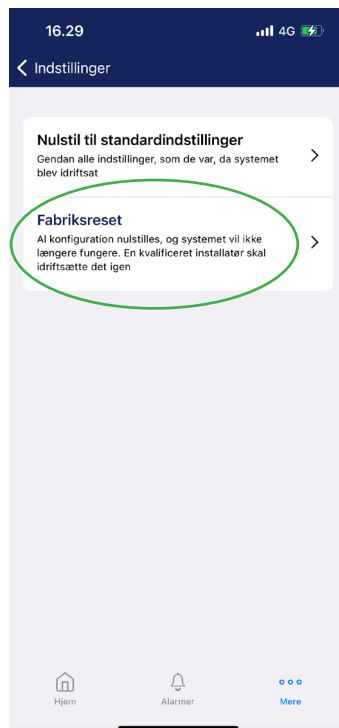 16.29
4G
Indstillinger
Nulstil til standardindstillinger
Gendan alle indstillinger, som de var, da systemet
blev idriftsat
Fabriksreset
Al konfiguration nulstilles, og systemet vil ikke
længere fungere. En kvalificeret installatør skal
idriftsætte det igen
Hjem
Alarmer
Mere